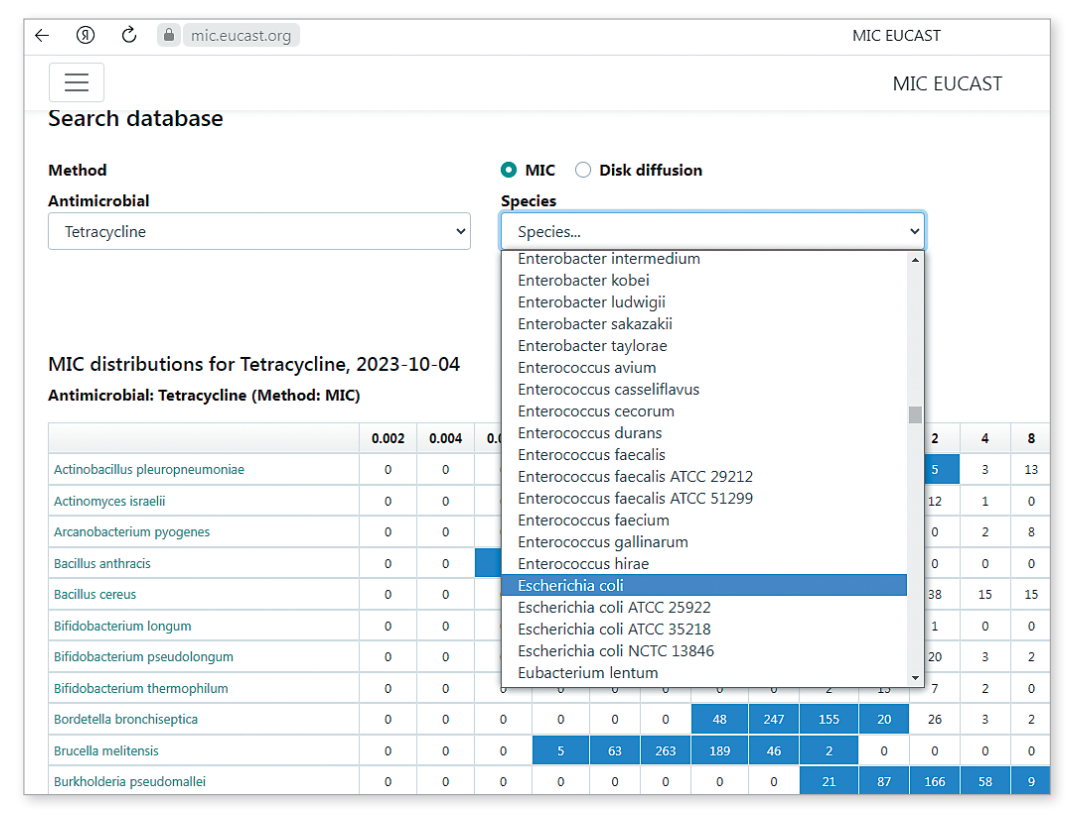 mic.eucast.org MIC EUCAST
MIC EUCAST
Search database
Method MIC Disk diffusion
Antimicrobial Species
Tetracycline Species...
Enterobacter intermedium
Enterobacter kobei
Enterobacter ludwigii
Enterobacter sakazakii
Enterobacter taylorae
Enterococcus avium
Enterococcus casseliflavus
Enterococcus cecorum
Enterococcus durans
Enterococcus faecalis
Enterococcus faecalis ATCC 29212
Enterococcus faecalis ATCC 51299
Enterococcus faecium
Enterococcus gallinarum
Enterococcus hirae
Escherichia coli
Escherichia coli ATCC 25922
Escherichia coli ATCC 35218
Escherichia coli NCTC 13846
Eubacterium lentum
MIC distributions for Tetracycline, 2023-10-04
Antimicrobial: Tetracycline (Method: MIC)
0.002 0.004 2 4 8
Actinobacillus pleuropneumoniae 0 0 5 3 13
Actinomyces israelii 0 0 12 1 0
Arcanobacterium pyogenes 0 0 0 2 8
Bacillus anthracis 0 0 0 0 0
Bacillus cereus 0 0 38 15 15
Bifidobacterium longum 0 0 1 0 0
Bifidobacterium pseudolongum 0 0 20 3 2
Bifidobacterium thermophilum 0 0 0 0 0 0 0 0 2 15 7 2 0
Bordetella bronchiseptica 0 0 0 0 0 0 48 247 155 20 26 3 2
Brucella melitensis 0 0 0 5 63 263 189 46 2 0 0 0 0
Burkholderia pseudomallei 0 0 0 0 0 0 0 0 21 87 166 58 9